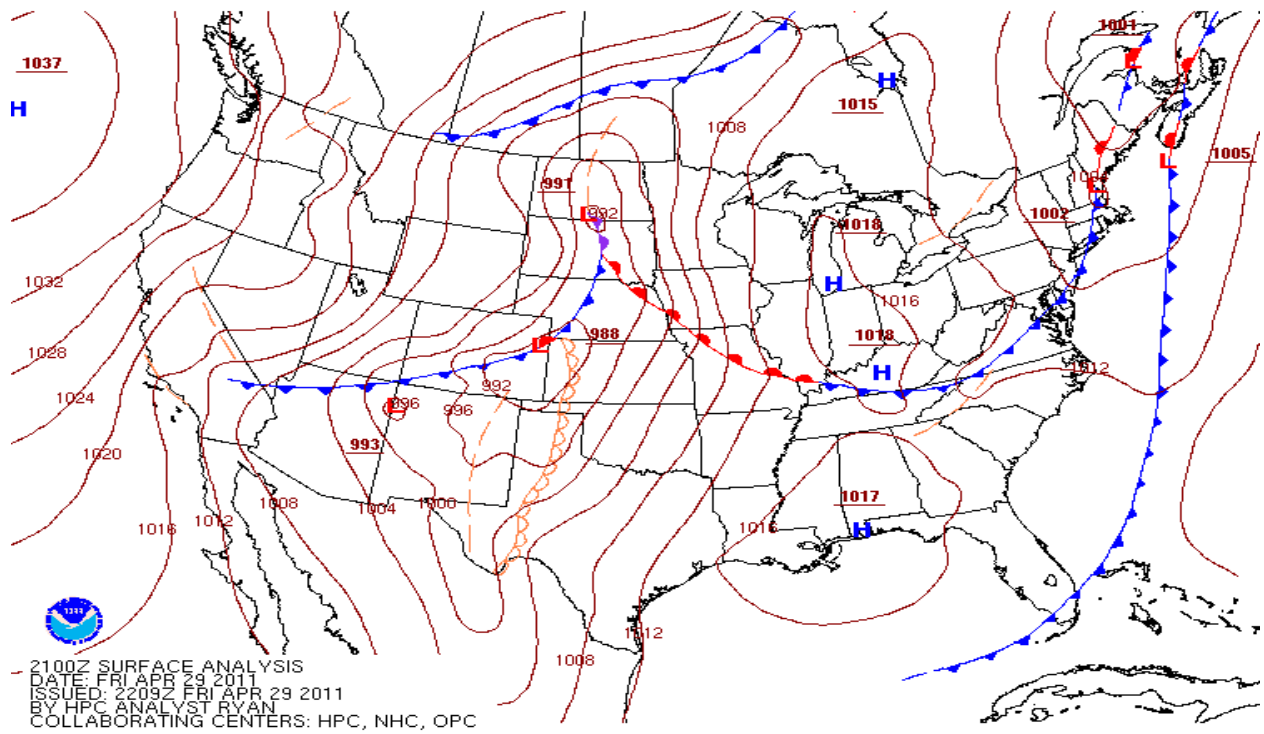 1037
H
1001
L
H
1015
1008
1005
L
991
L
992
1002
L
1018
H
1016
1032
1028
1024
1020
1016
1012
1008
1004
1000
988
L
992
996
L
996
993
1018
H
1012
1017
H
1016
1012
1008
2100Z SURFACE ANALYSIS
DATE: FRI APR 29 2011
ISSUED: 2209Z FRI APR 29 2011
BY HPC ANALYST RYAN
COLLABORATING CENTERS: HPC, NHC, OPC